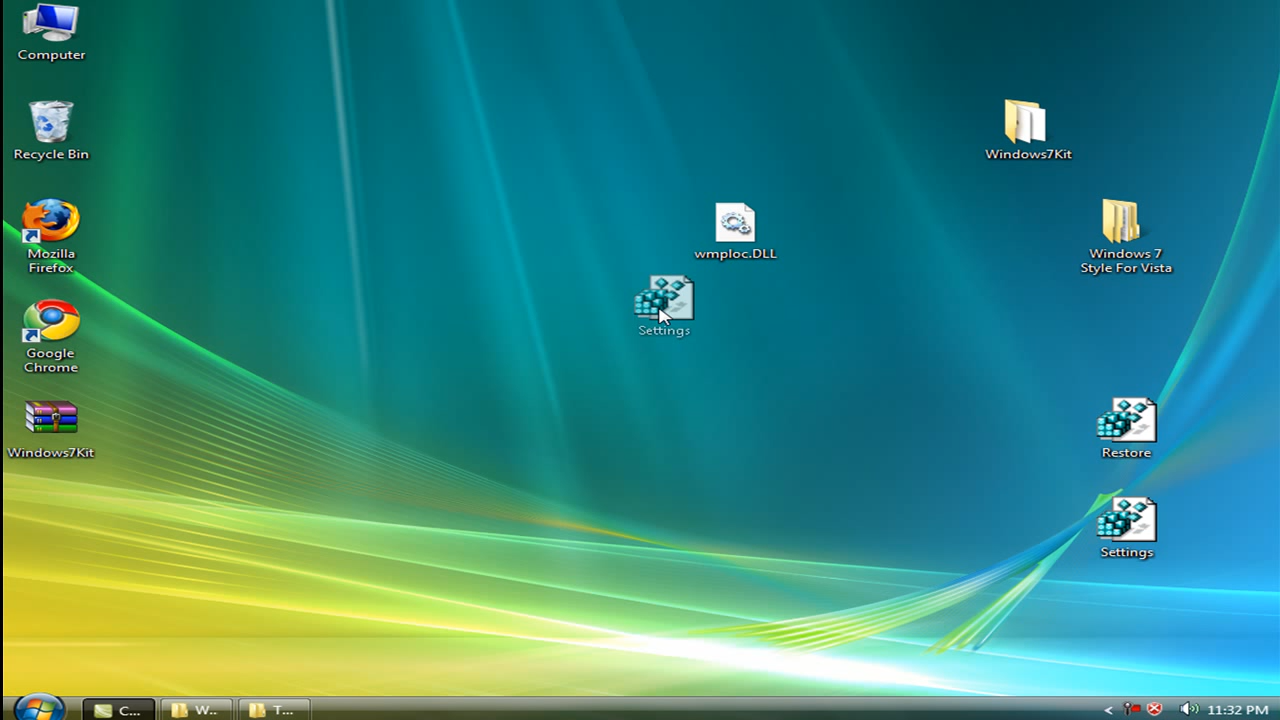 Computer
Recycle Bin
Mozilla
Firefox
Google
Chrome
Windows7Kit
wmploc.DLL
Settings
Windows7Kit
Windows 7
Style For Vista
Restore
Settings
C...
W...
T...
< 11:32 PM